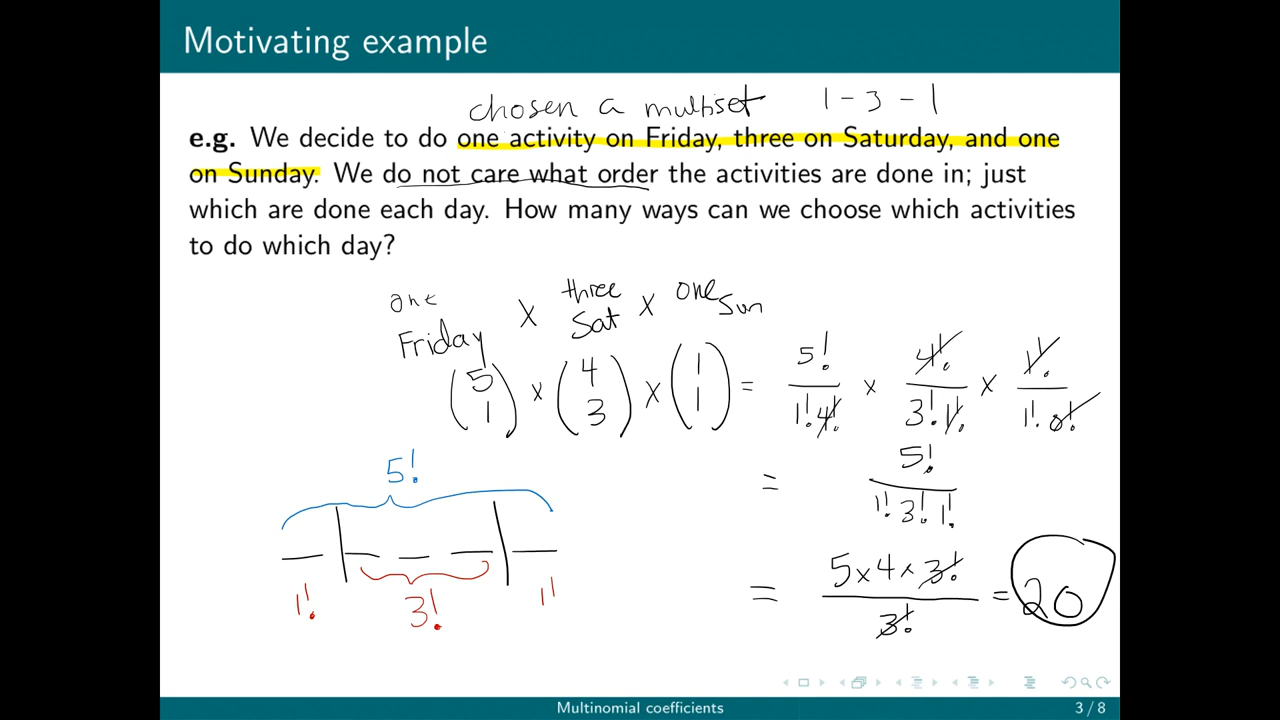 Motivating example
chosen a multiset 1 - 3 - 1
e.g. We decide to do one activity on Friday, three on Saturday, and one
on Sunday. We do not care what order the activities are done in; just
which are done each day. How many ways can we choose which activities
to do which day?
one Friday × three Sat × one Sun
(5 1) × (4 3) × (1 1) = 5!/1!4! × 4!/3!1! × 1!/1!0!
= 5!/1!3!1!
5!
= 5×4×3!/3! = 20
1! 3! 1!
Multinomial coefficients 3 / 8